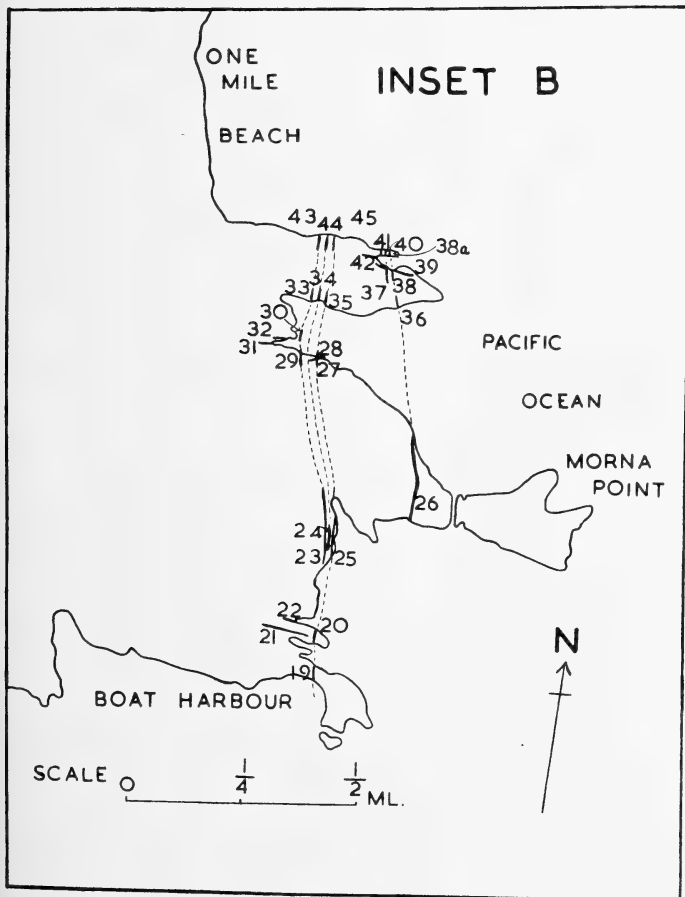 ONE
MILE
BEACH
INSET B
43 44 45
41 40 38a
42 39
37 38
33 34 35
36
30
32
31
29 28
27
PACIFIC
OCEAN
MORNA
POINT
26
24
23 25
22
21 20
19
N
BOAT HARBOUR
SCALE 0 1/4 1/2 ML.